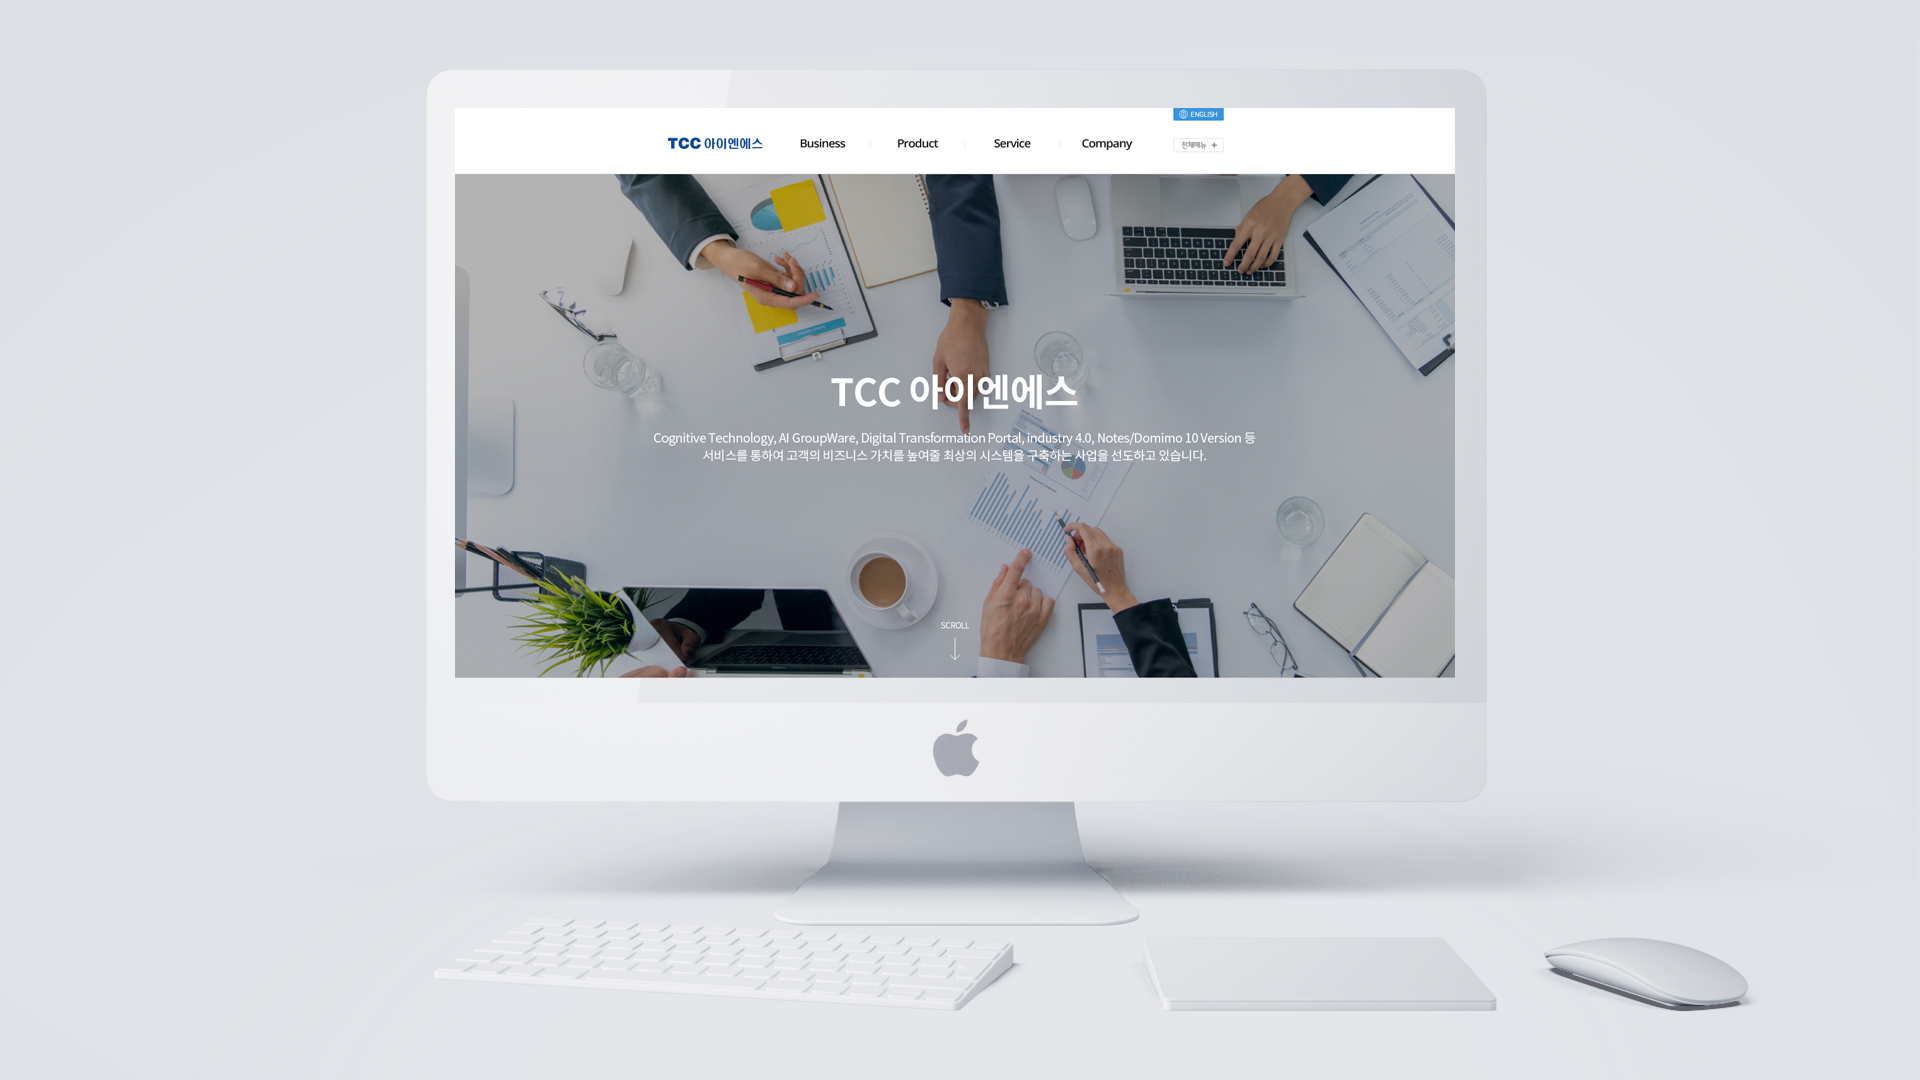 ENGLISH
TCC 아이엔에스
Business
Product
Service
Company
전체메뉴 +
TCC 아이엔에스
Cognitive Technology, AI GroupWare, Digital Transformation Portal, industry 4.0, Notes/Domimo 10 Version 등
서비스를 통하여 고객의 비즈니스 가치를 높여줄 최상의 시스템을 구축하는 사업을 선도하고 있습니다.
SCROLL